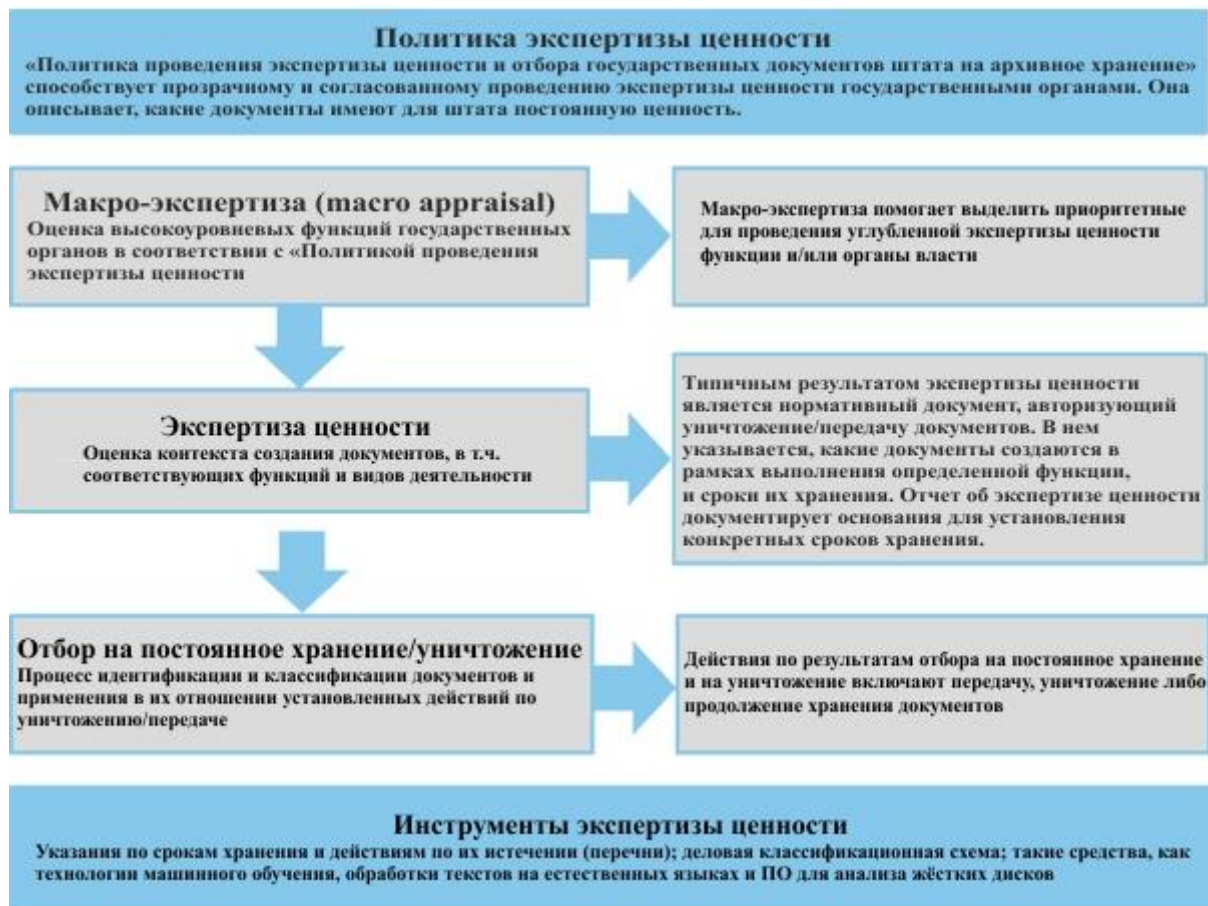 Политика экспертизы ценности
«Политика проведения экспертизы ценности и отбора государственных документов штата на архивное хранение»
способствует прозрачному и согласованному проведению экспертизы ценности государственными органами. Она
описывает, какие документы имеют для штата постоянную ценность.
Макро-экспертиза (macro appraisal)
Оценка высокоуровневых функций государственных
органов в соответствии с «Политикой проведения
экспертизы ценности
Макро-экспертиза помогает выделить приоритетные
для проведения углубленной экспертизы ценности
функции и/или органы власти
Экспертиза ценности
Оценка контекста создания документов, в т.ч.
соответствующих функций и видов деятельности
Типичным результатом экспертизы ценности
является нормативный документ, авторизующий
уничтожение/передачу документов. В нем
указывается, какие документы создаются в
рамках выполнения определенной функции,
и сроки их хранения. Отчет об экспертизе ценности
документирует основания для установления
конкретных сроков хранения.
Отбор на постоянное хранение/уничтожение
Процесс идентификации и классификации документов и
применения в их отношении установленных действий по
уничтожению/передаче
Действия по результатам отбора на постоянное хранение
и на уничтожение включают передачу, уничтожение либо
продолжение хранения документов
Инструменты экспертизы ценности
Указания по срокам хранения и действиям по их истечении (перечни); деловая классификационная схема; такие средства, как
технологии машинного обучения, обработки текстов на естественных языках и ПО для анализа жёстких дисков